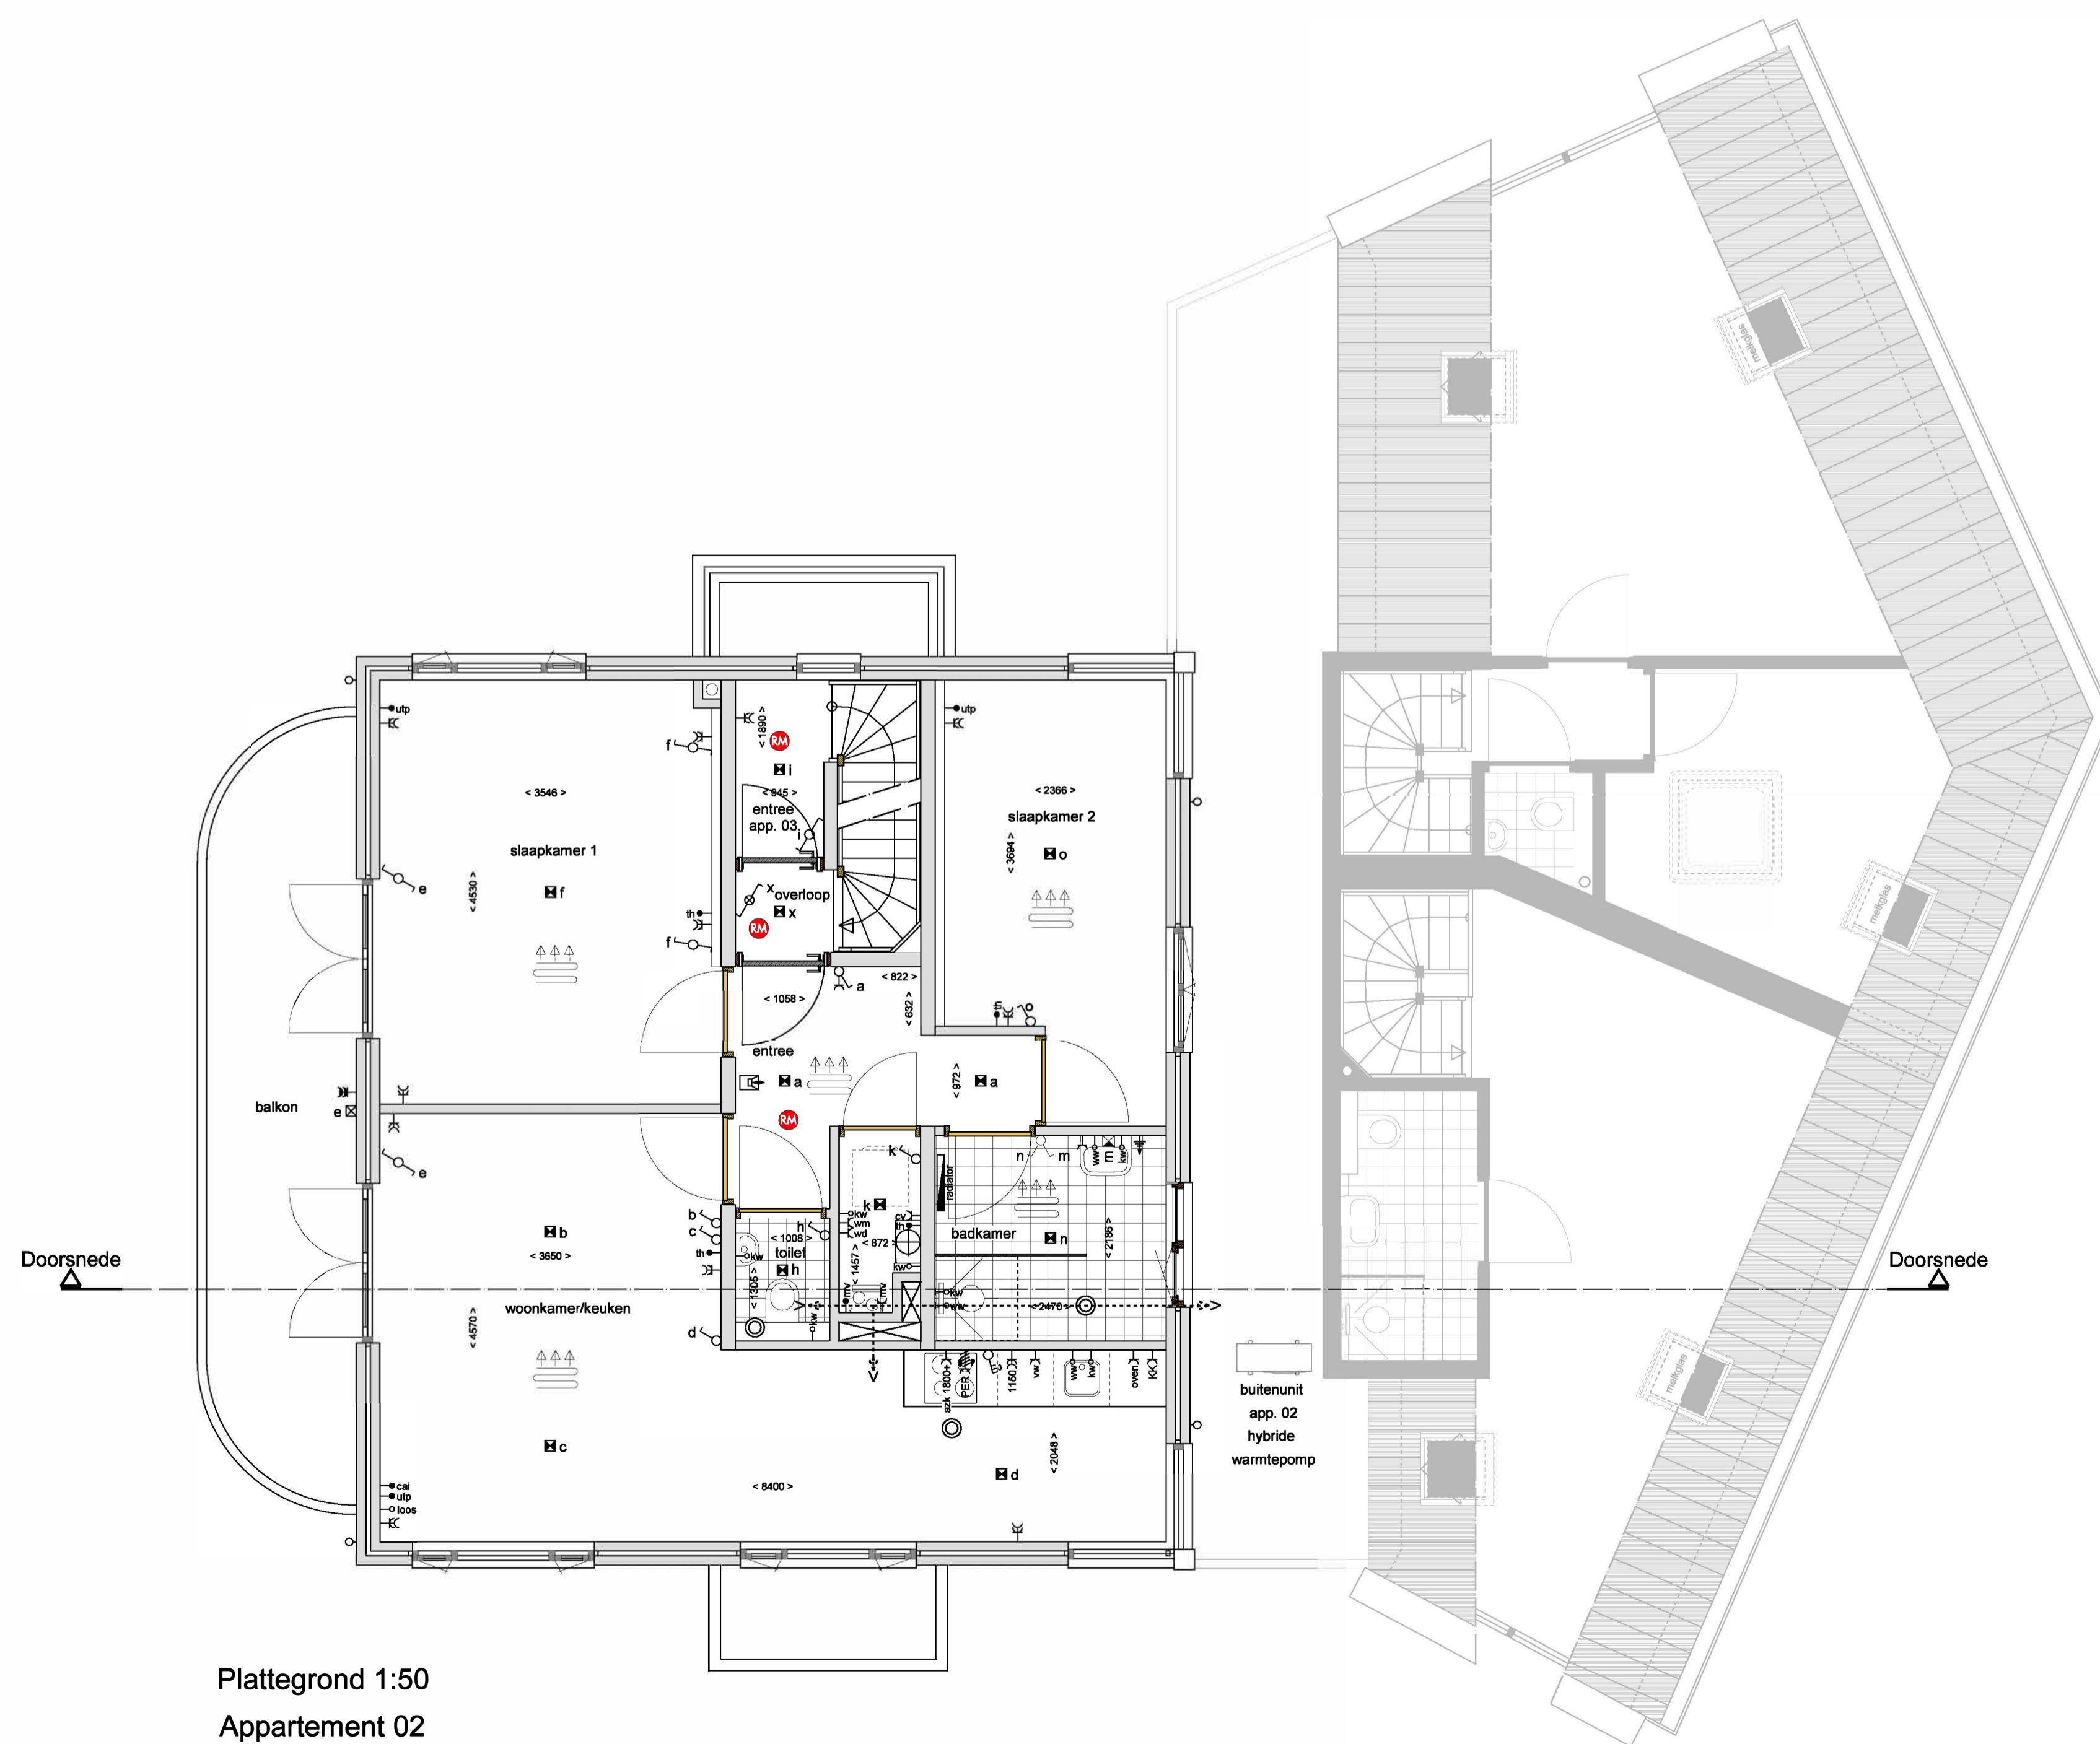 melkglas
utp
utp
f
< 1890 >
RM
i
< 3546 >
< 945 >
entree
app. 03
i
< 2366 >
slaapkamer 2
< 3694 >
o
slaapkamer 1
e
< 4530 >
f
x
overloop
x
th
RM
f
melkglas
< 822 >
a
< 1058 >
< 632 >
th
o
entree
a
< 972 >
a
balkon
e
RM
e
k
n
m
ww
m
kw
radiator
k
b
c
b
h
kw
wm
wd
cv
th
< 3650 >
th
< 1008 >
toilet
kw
h
< 872 >
< 1457 >
kw
badkamer
n
< 2186 >
Doorsnede
Doorsnede
< 1305 >
mv
mv
kw
ww
< 2470 >
woonkamer/keuken
< 4570 >
d
kw
melkglas
azk 1800+
PER
1150
vw
ww
kw
oven
KK
buitenunit
app. 02
hybride
warmtepomp
c
< 2048 >
d
< 8400 >
cai
utp
loos
Plattegrond 1:50
Appartement 02